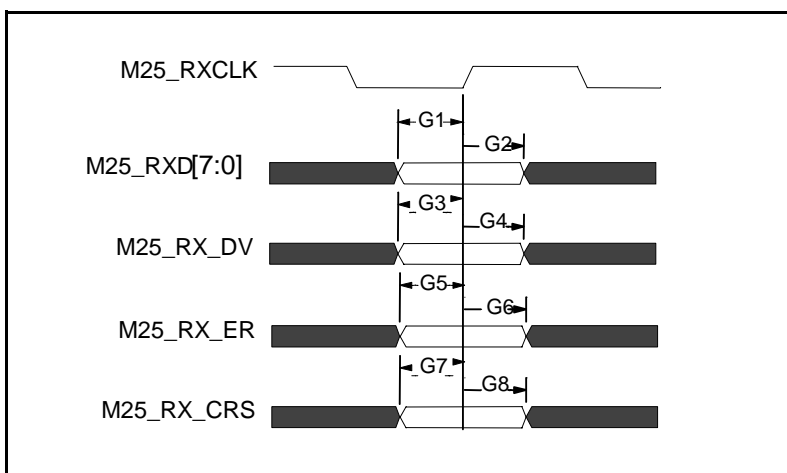 M25_RXCLK
G1
G2
M25_RXD[7:0]
G3
G4
M25_RX_DV
G5
G6
M25_RX_ER
G7
G8
M25_RX_CRS